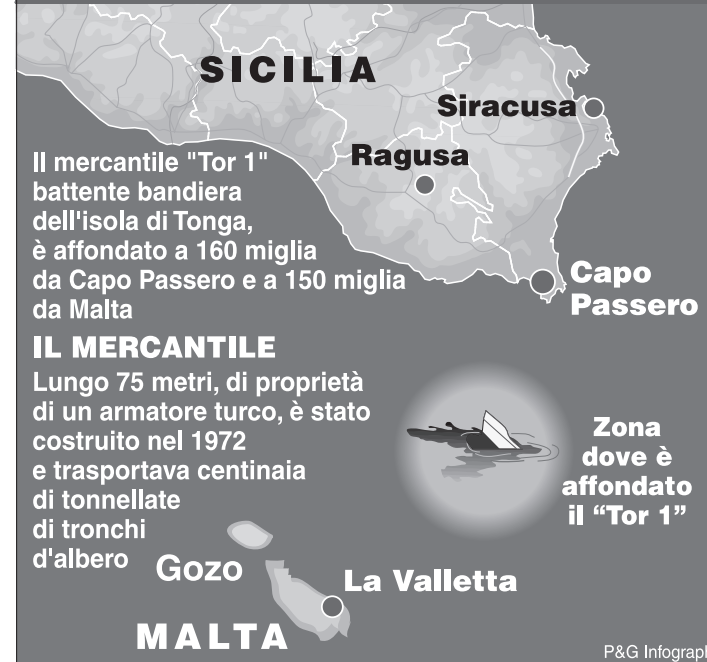 SICILIA
Siracusa
Ragusa
Il mercantile "Tor 1"
battente bandiera
dell'isola di Tonga,
è affondato a 160 miglia
da Capo Passero e a 150 miglia
da Malta
Capo
Passero
IL MERCANTILE
Lungo 75 metri, di proprietà
di un armatore turco, è stato
costruito nel 1972
e trasportava centinaia
di tonnellate
di tronchi
d'albero
Zona
dove è
affondato
il “Tor 1”
Gozo
La Valletta
MALTA
P&G Infograph